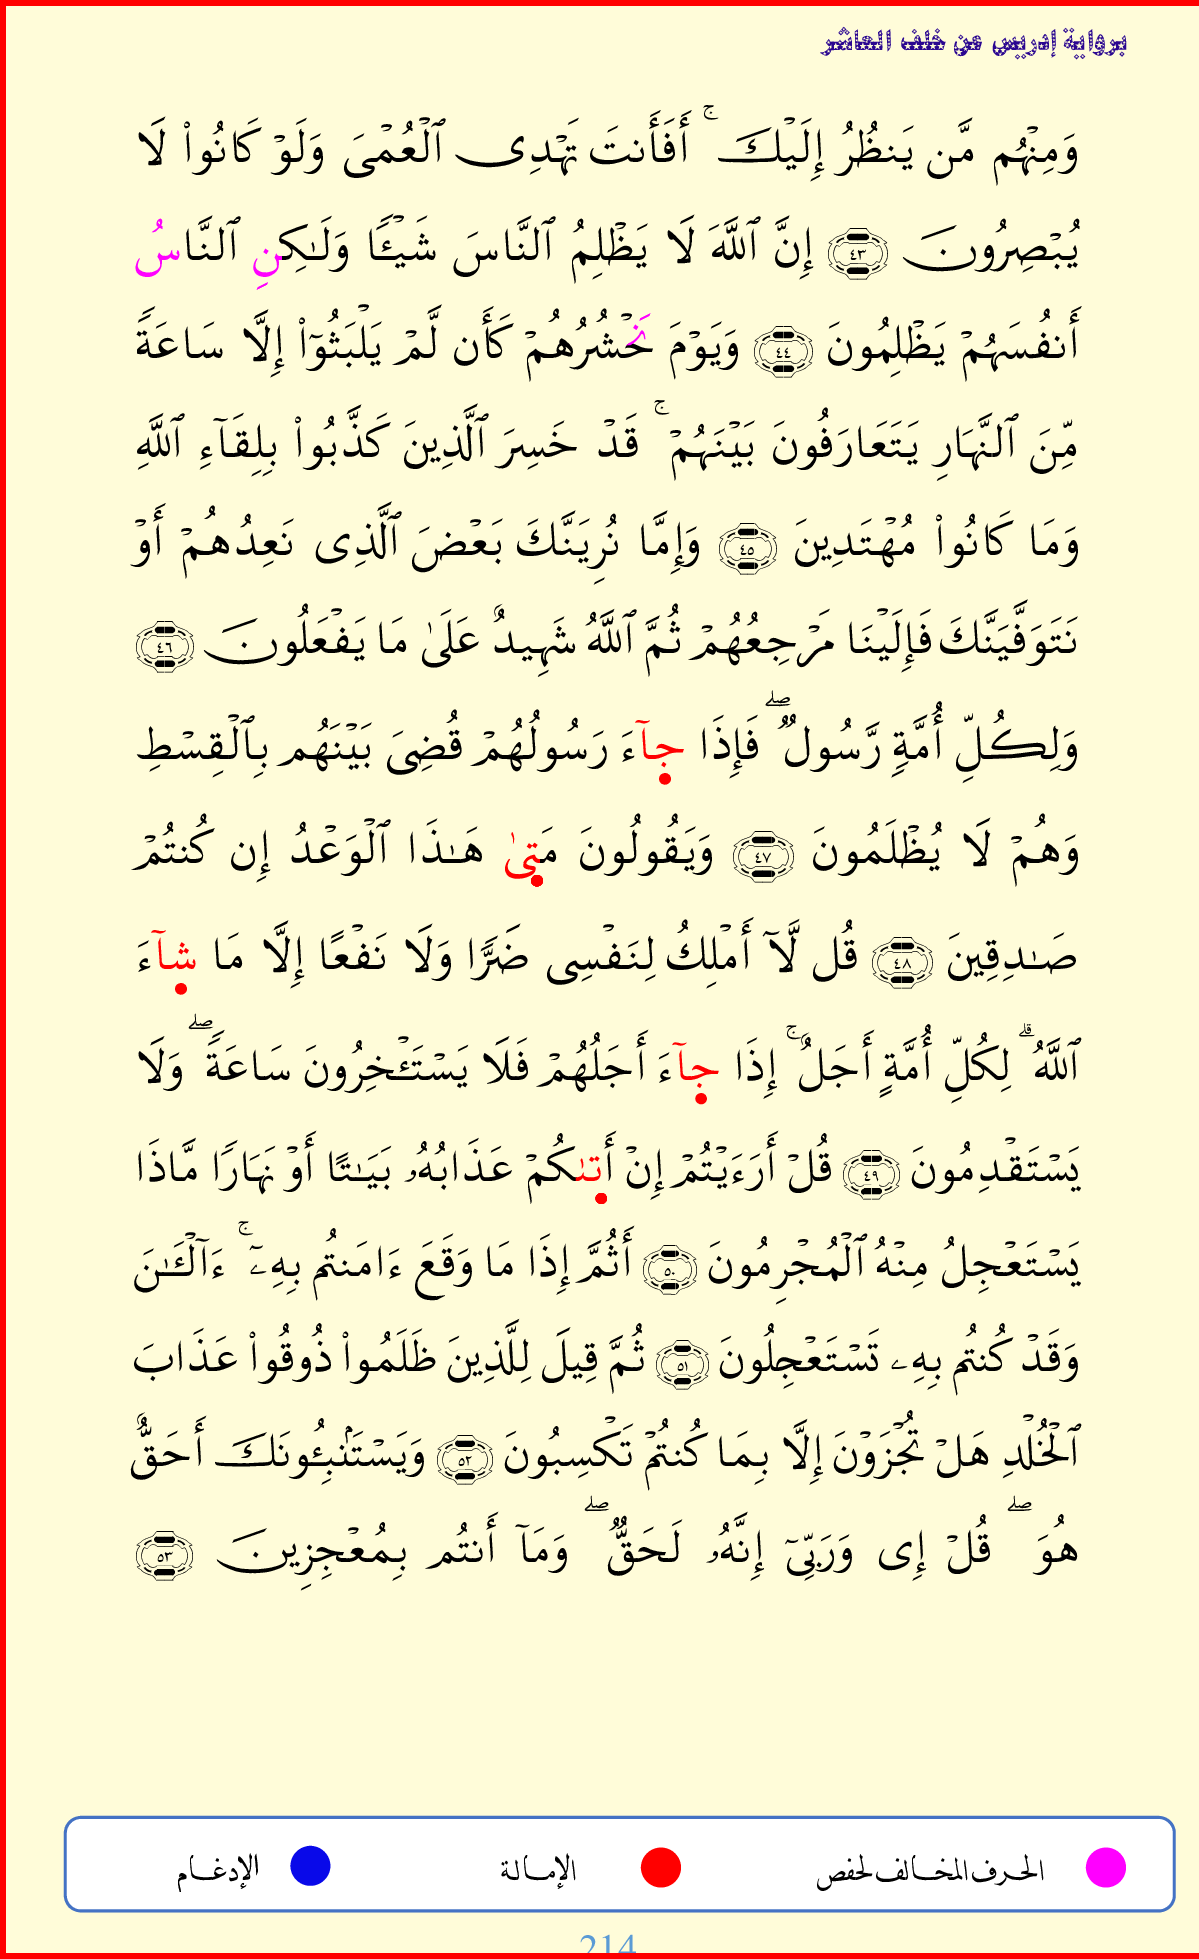 برواية إدريس عن خلف العاشر
وَمِنْهُم مَّن يَنظُرُ إِلَيْكَ ۚ أَفَأَنتَ تَهْدِى ٱلْعُمْىَ وَلَوْ كَانُوا۟ لَا
يُبْصِرُونَ ٤٣ إِنَّ ٱللَّهَ لَا يَظْلِمُ ٱلنَّاسَ شَيْـًٔا وَلَـٰكِنِ ٱلنَّاسُ
أَنفُسَهُمْ يَظْلِمُونَ ٤٤ وَيَوْمَ نَحْشُرُهُمْ كَأَن لَّمْ يَلْبَثُوٓا۟ إِلَّا سَاعَةً
مِّنَ ٱلنَّهَارِ يَتَعَارَفُونَ بَيْنَهُمْ ۚ قَدْ خَسِرَ ٱلَّذِينَ كَذَّبُوا۟ بِلِقَآءِ ٱللَّهِ
وَمَا كَانُوا۟ مُهْتَدِينَ ٤٥ وَإِمَّا نُرِيَنَّكَ بَعْضَ ٱلَّذِى نَعِدُهُمْ أَوْ
نَتَوَفَّيَنَّكَ فَإِلَيْنَا مَرْجِعُهُمْ ثُمَّ ٱللَّهُ شَهِيدٌ عَلَىٰ مَا يَفْعَلُونَ ٤٦
وَلِكُلِّ أُمَّةٍ رَّسُولٌ ۖ فَإِذَا جَآءَ رَسُولُهُمْ قُضِىَ بَيْنَهُم بِٱلْقِسْطِ
وَهُمْ لَا يُظْلَمُونَ ٤٧ وَيَقُولُونَ مَتىٰ هَـٰذَا ٱلْوَعْدُ إِن كُنتُمْ
صَـٰدِقِينَ ٤٨ قُل لَّآ أَمْلِكُ لِنَفْسِى ضَرًّا وَلَا نَفْعًا إِلَّا مَا شآءَ
ٱللَّهُ ۗ لِكُلِّ أُمَّةٍ أَجَلٌ ۚ إِذَا جآءَ أَجَلُهُمْ فَلَا يَسْتَـْٔخِرُونَ سَاعَةً ۖ وَلَا
يَسْتَقْدِمُونَ ٤٩ قُلْ أَرَءَيْتُمْ إِنْ أَتىٰكُمْ عَذَابُهُۥ بَيَـٰتًا أَوْ نَهَارًا مَّاذَا
يَسْتَعْجِلُ مِنْهُ ٱلْمُجْرِمُونَ ٥٠ أَثُمَّ إِذَا مَا وَقَعَ ءَامَنتُم بِهِۦٓ ۚ ءَآلْـَٔـٰنَ
وَقَدْ كُنتُم بِهِۦ تَسْتَعْجِلُونَ ٥١ ثُمَّ قِيلَ لِلَّذِينَ ظَلَمُوا۟ ذُوقُوا۟ عَذَابَ
ٱلْخُلْدِ هَلْ تُجْزَوْنَ إِلَّا بِمَا كُنتُمْ تَكْسِبُونَ ٥٢ وَيَسْتَنۢبِـُٔونَكَ أَحَقٌّ
هُوَ ۖ قُلْ إِى وَرَبِّىٓ إِنَّهُۥ لَحَقٌّ ۖ وَمَآ أَنتُم بِمُعْجِزِينَ ٥٣
الحرف المخالف لحفص الإمالة الإدغام
214